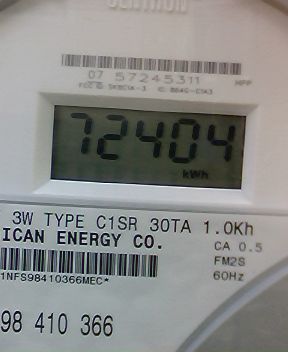 CENTRON
07 57245311
72404
kWh
3W TYPE C1SR 30TA 1.0Kh
ICAN ENERGY CO.
CA 0.5
FM2S
60Hz
1NFS98410366MEC*
98 410 366